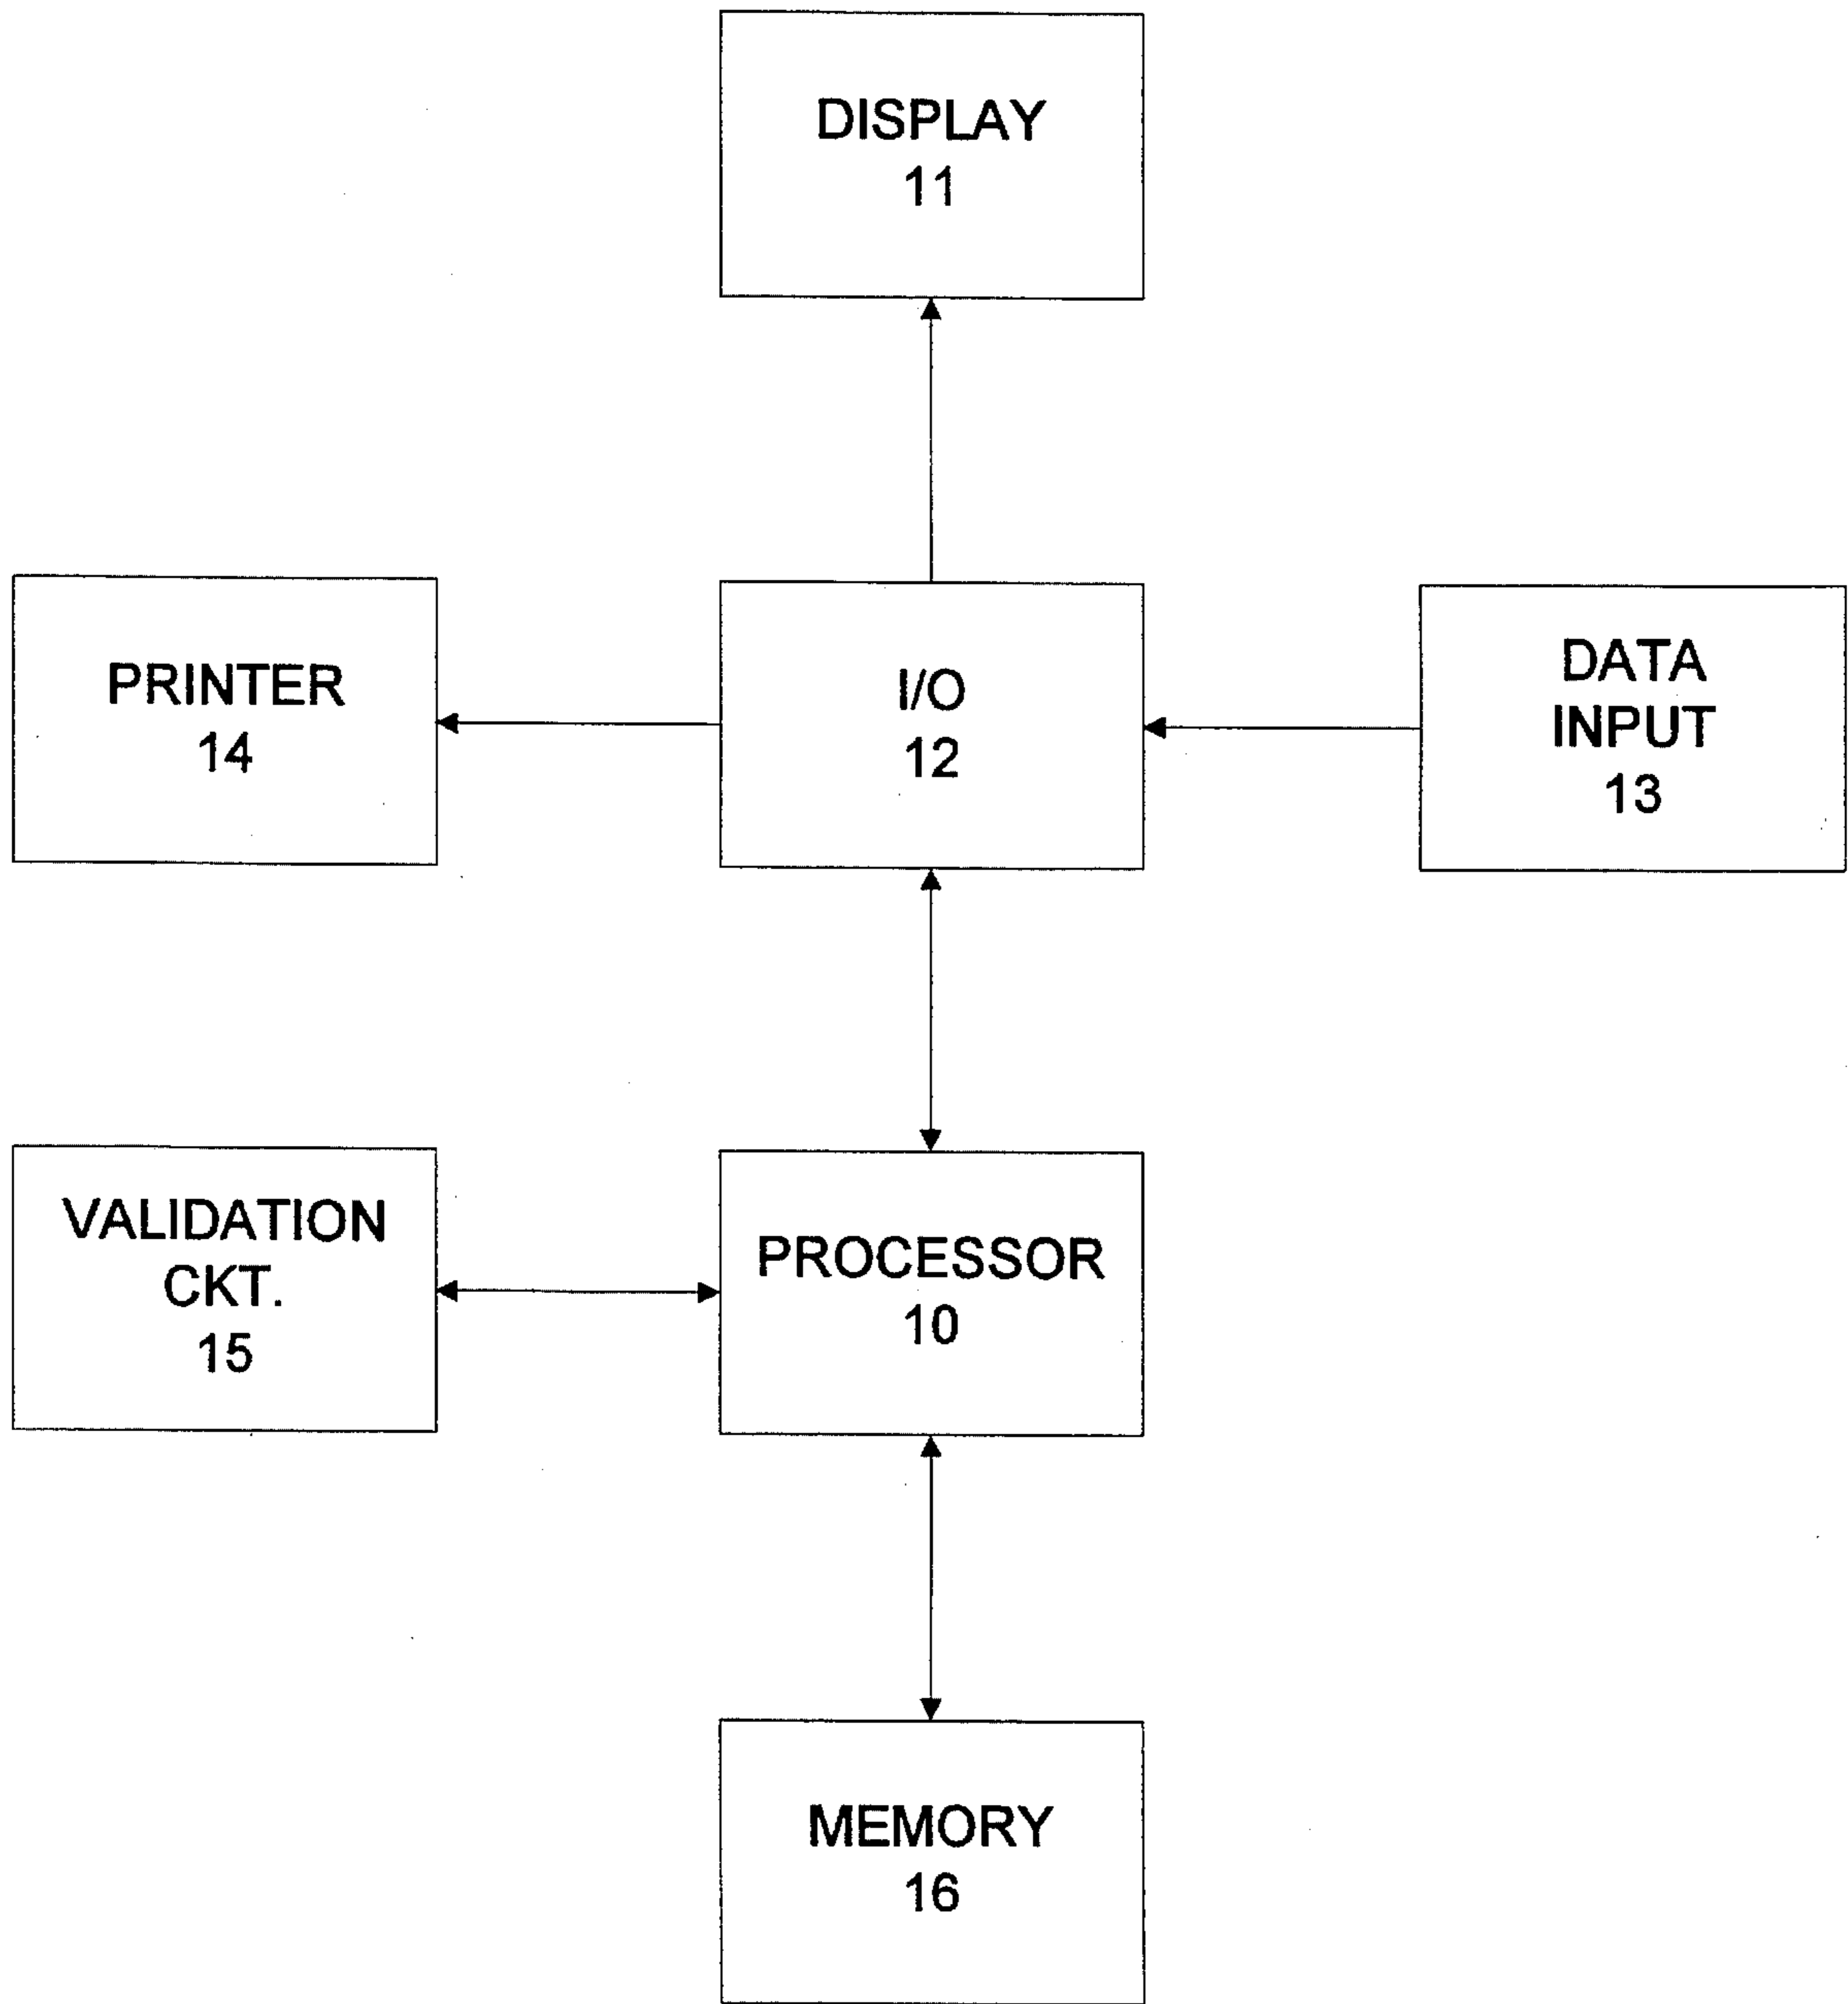 DISPLAY
11
PRINTER
14
I/O
12
DATA
INPUT
13
VALIDATION
CKT.
15
PROCESSOR
10
MEMORY
16